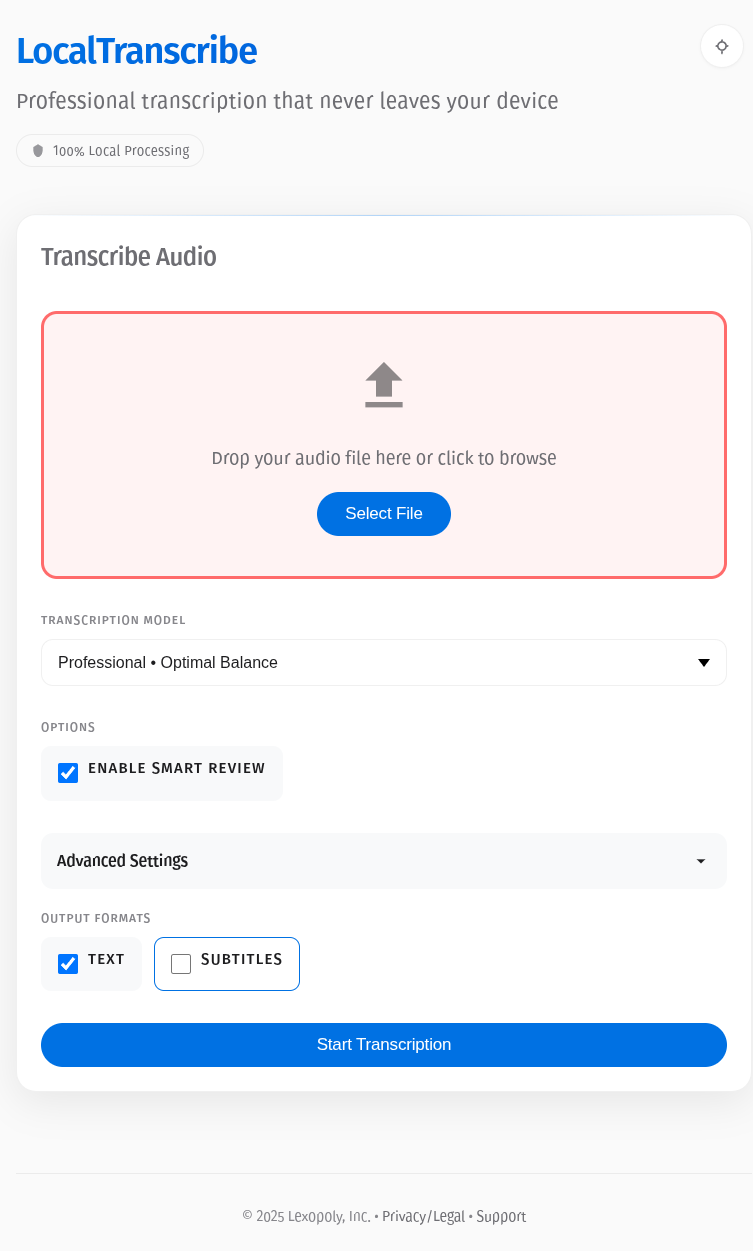 LocalTranscribe
Professional transcription that never leaves your device
100% Local Processing
Transcribe Audio
Drop your audio file here or click to browse
Select File
TRANSCRIPTION MODEL
Professional • Optimal Balance
OPTIONS
ENABLE SMART REVIEW
Advanced Settings
OUTPUT FORMATS
TEXT SUBTITLES
Start Transcription
© 2025 Lexopoly, Inc. • Privacy/Legal • Support